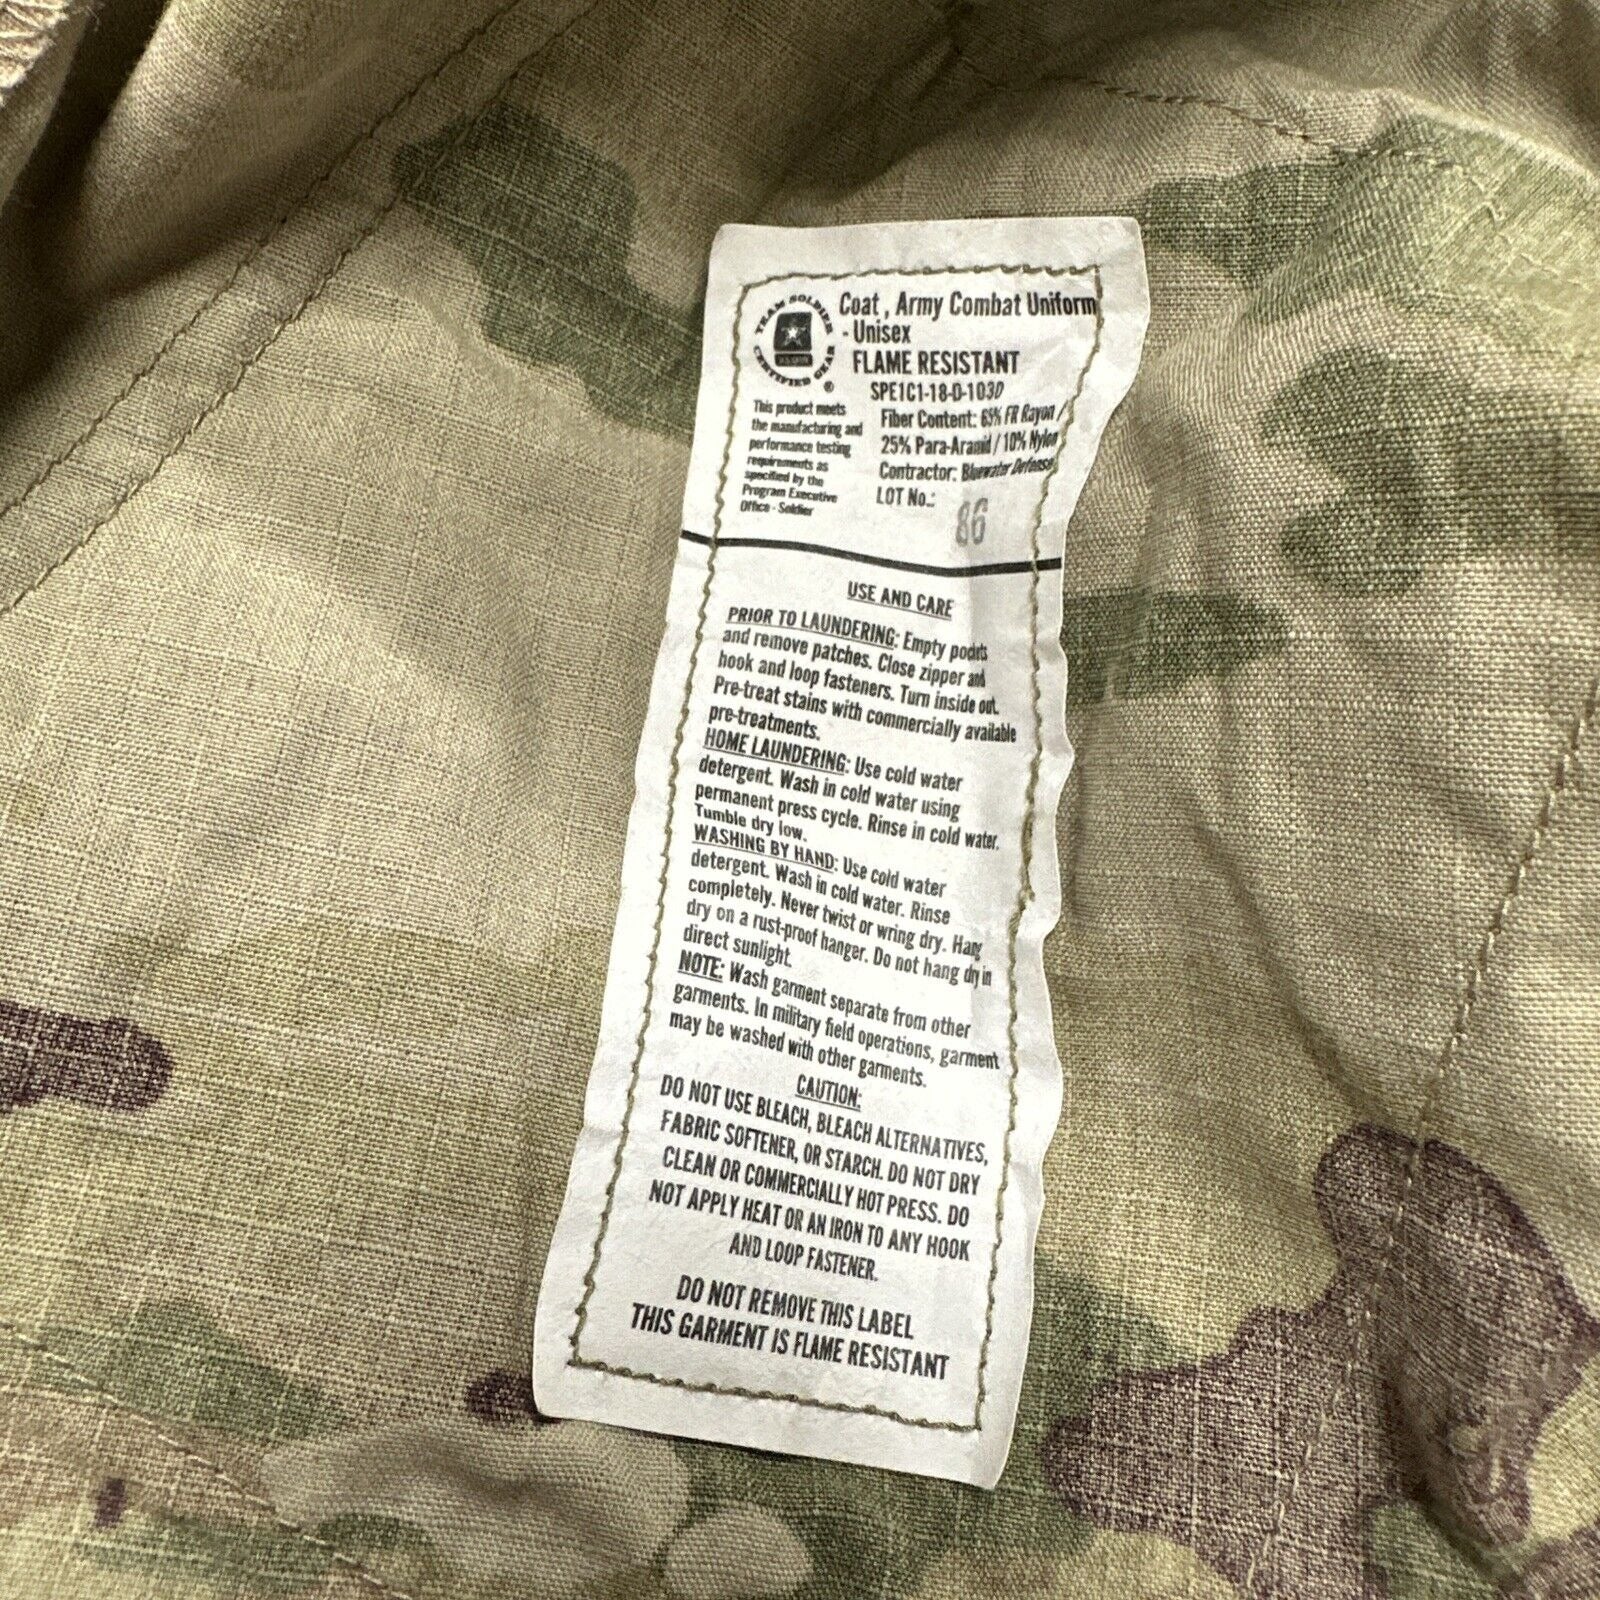 TEAM SOLDIER
CERTIFIED GEAR
®
Coat , Army Combat Uniform
- Unisex
FLAME RESISTANT
SPE1C1-18-D-1030
This product meets
the manufacturing and
performance testing
requirements as
specified by the
Program Executive
Office - Soldier
Fiber Content: 65% FR Rayon /
25% Para-Aramid / 10% Nylon
Contractor: Bluewater Defense
LOT No.:
86
USE AND CARE
PRIOR TO LAUNDERING: Empty pockets
and remove patches. Close zipper and
hook and loop fasteners. Turn inside out.
Pre-treat stains with commercially available
pre-treatments.
HOME LAUNDERING: Use cold water
detergent. Wash in cold water using
permanent press cycle. Rinse in cold water.
Tumble dry low.
WASHING BY HAND: Use cold water
detergent. Wash in cold water. Rinse
completely. Never twist or wring dry. Hang
dry on a rust-proof hanger. Do not hang dry in
direct sunlight.
NOTE: Wash garment separate from other
garments. In military field operations, garment
may be washed with other garments.
CAUTION:
DO NOT USE BLEACH, BLEACH ALTERNATIVES,
FABRIC SOFTENER, OR STARCH. DO NOT DRY
CLEAN OR COMMERCIALLY HOT PRESS. DO
NOT APPLY HEAT OR AN IRON TO ANY HOOK
AND LOOP FASTENER.
DO NOT REMOVE THIS LABEL
THIS GARMENT IS FLAME RESISTANT